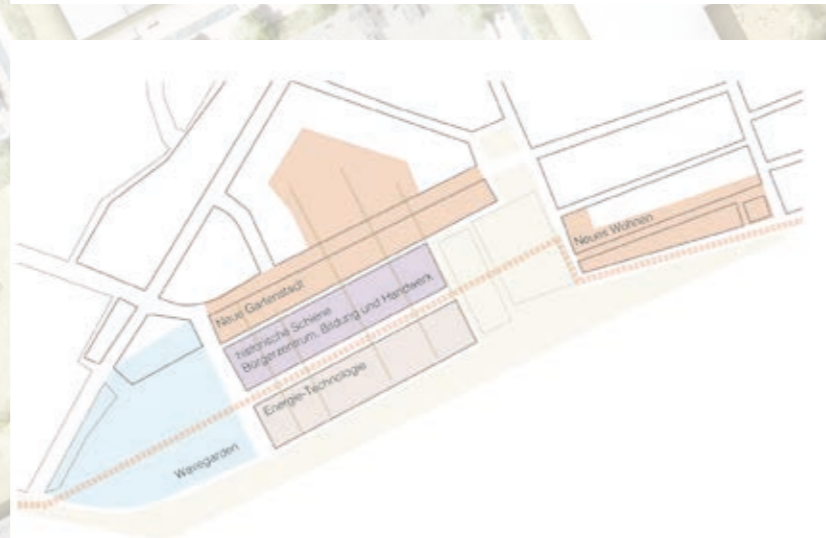 Neues Wohnen
Neue Gartenstadt
historische Schiene
Bürgerzentrum, Bildung und Handwerk
Energie-Technologie
Wavegarden